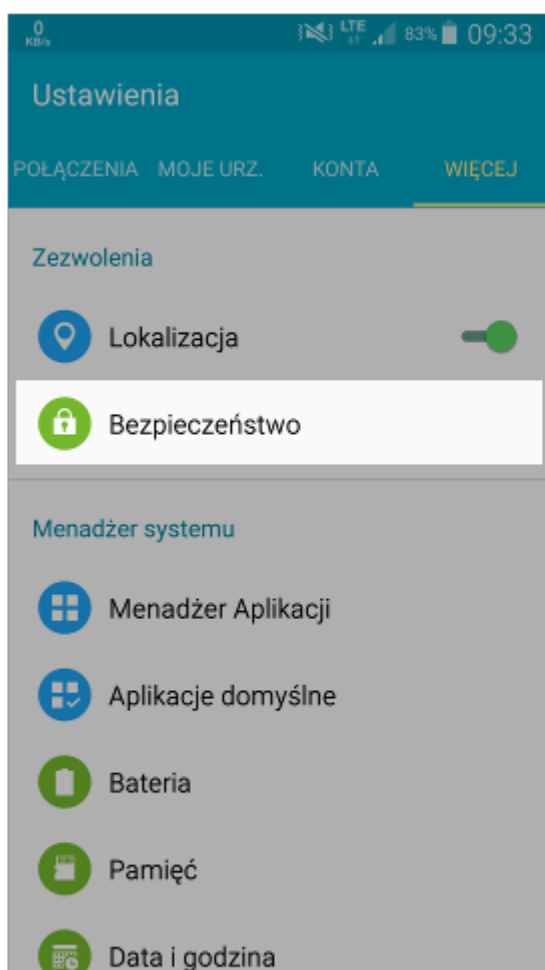 0
KB/s
LTE 83% 09:33
Ustawienia
POŁĄCZENIA MOJE URZ. KONTA WIĘCEJ
Zezwolenia
Lokalizacja
Bezpieczeństwo
Menadżer systemu
Menadżer Aplikacji
Aplikacje domyślne
Bateria
Pamięć
Data i godzina